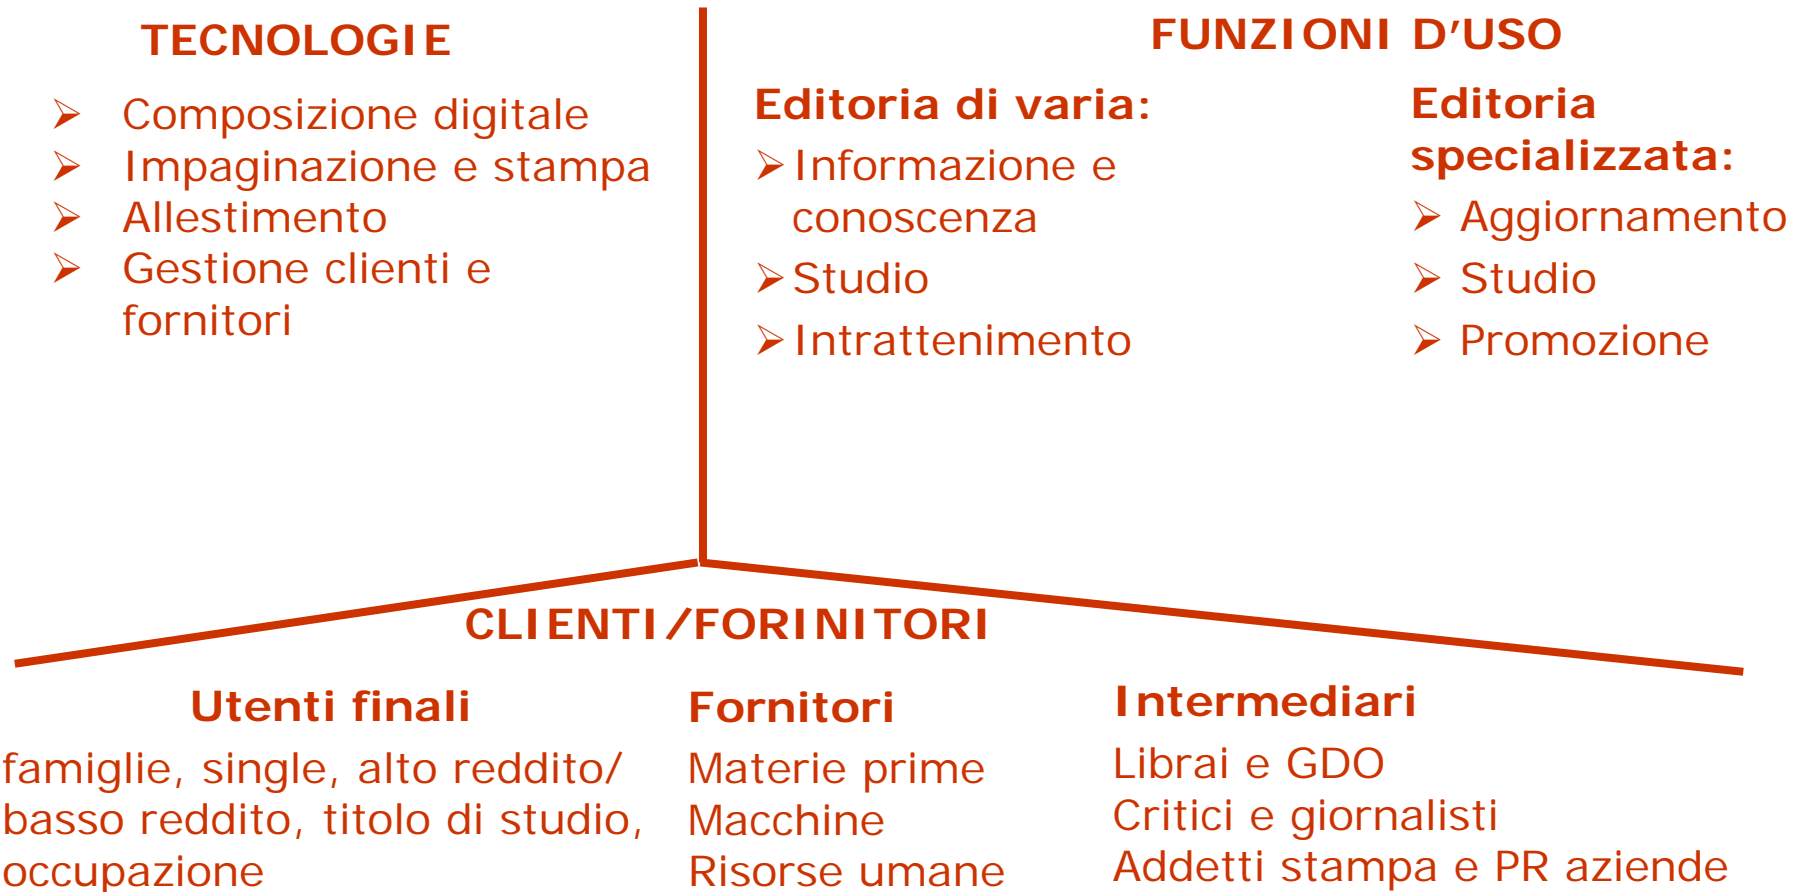 TECNOLOGIE
➢ Composizione digitale
➢ Impaginazione e stampa
➢ Allestimento
➢ Gestione clienti e
fornitori
FUNZIONI D’USO
Editoria di varia:
➢ Informazione e
conoscenza
➢ Studio
➢ Intrattenimento
Editoria
specializzata:
➢ Aggiornamento
➢ Studio
➢ Promozione
CLIENTI/FORINITORI
Utenti finali
famiglie, single, alto reddito/
basso reddito, titolo di studio,
occupazione
Fornitori
Materie prime
Macchine
Risorse umane
Intermediari
Librai e GDO
Critici e giornalisti
Addetti stampa e PR aziende